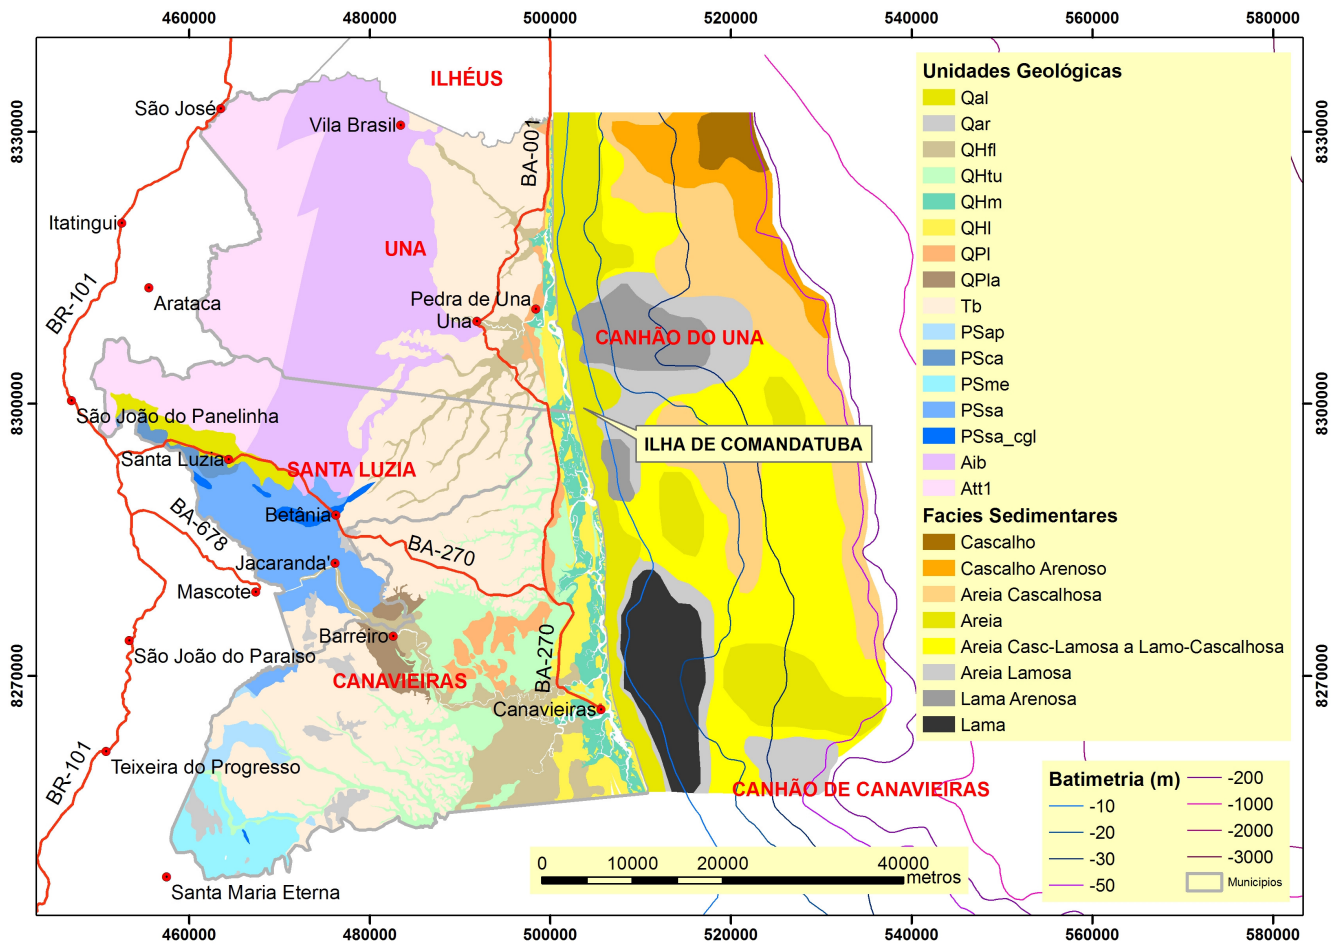 460000
480000
500000
520000
540000
560000
580000
8330000
8300000
8270000
8330000
8300000
8270000
460000
480000
500000
520000
540000
560000
580000
ILHÉUS
São José
Vila Brasil
BA-001
Itatingui
UNA
BR-101
Arataca
Pedra de Una
Una
CANHÃO DO UNA
São João do Panelinha
ILHA DE COMANDATUBA
Santa Luzia
SANTA LUZIA
BA-678
Betânia
BA-270
Jacaranda'
Mascote
Barreiro
São João do Paraiso
CANAVIEIRAS
BA-270
Canavieiras
BR-101
Teixeira do Progresso
CANHÃO DE CANAVIEIRAS
Santa Maria Eterna
0
10000
20000
40000
metros
Unidades Geológicas
Qal
Qar
QHfl
QHtu
QHm
QHl
QPl
QPla
Tb
PSap
PSca
PSme
PSsa
PSsa_cgl
Aib
Att1
Facies Sedimentares
Cascalho
Cascalho Arenoso
Areia Cascalhosa
Areia
Areia Casc-Lamosa a Lamo-Cascalhosa
Areia Lamosa
Lama Arenosa
Lama
Batimetria (m)
-10
-20
-30
-50
-200
-1000
-2000
-3000
Municipios